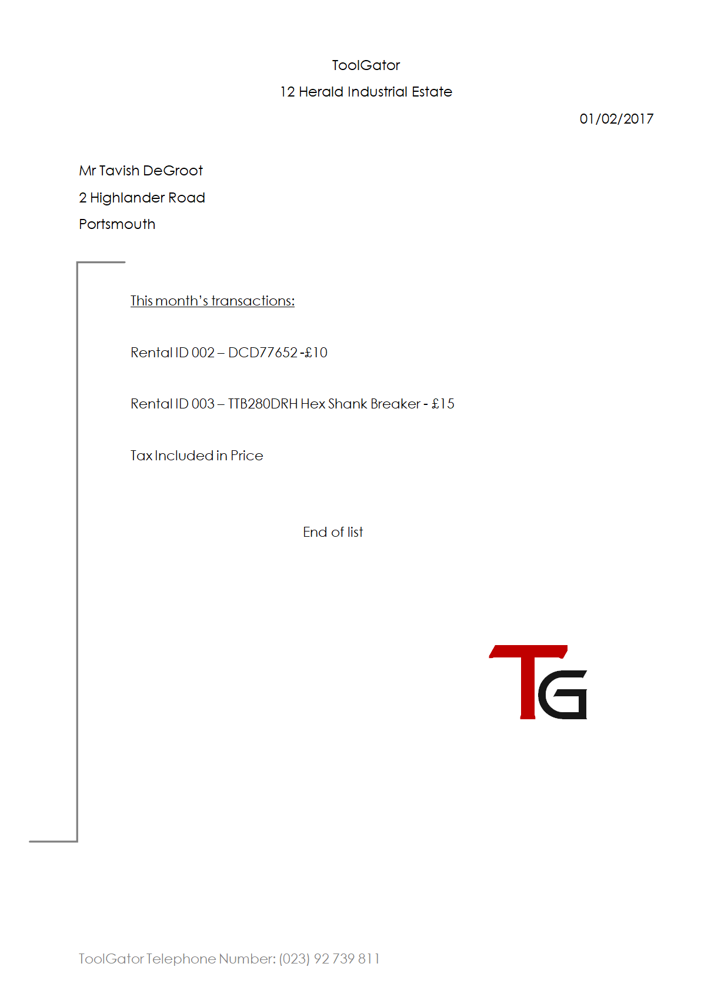 ToolGator
12 Herald Industrial Estate
01/02/2017
Mr Tavish DeGroot
2 Highlander Road
Portsmouth
This month’s transactions:
Rental ID 002 – DCD77652 -£10
Rental ID 003 – TTB280DRH Hex Shank Breaker - £15
Tax Included in Price
End of list
TG
ToolGator Telephone Number: (023) 92 739 811